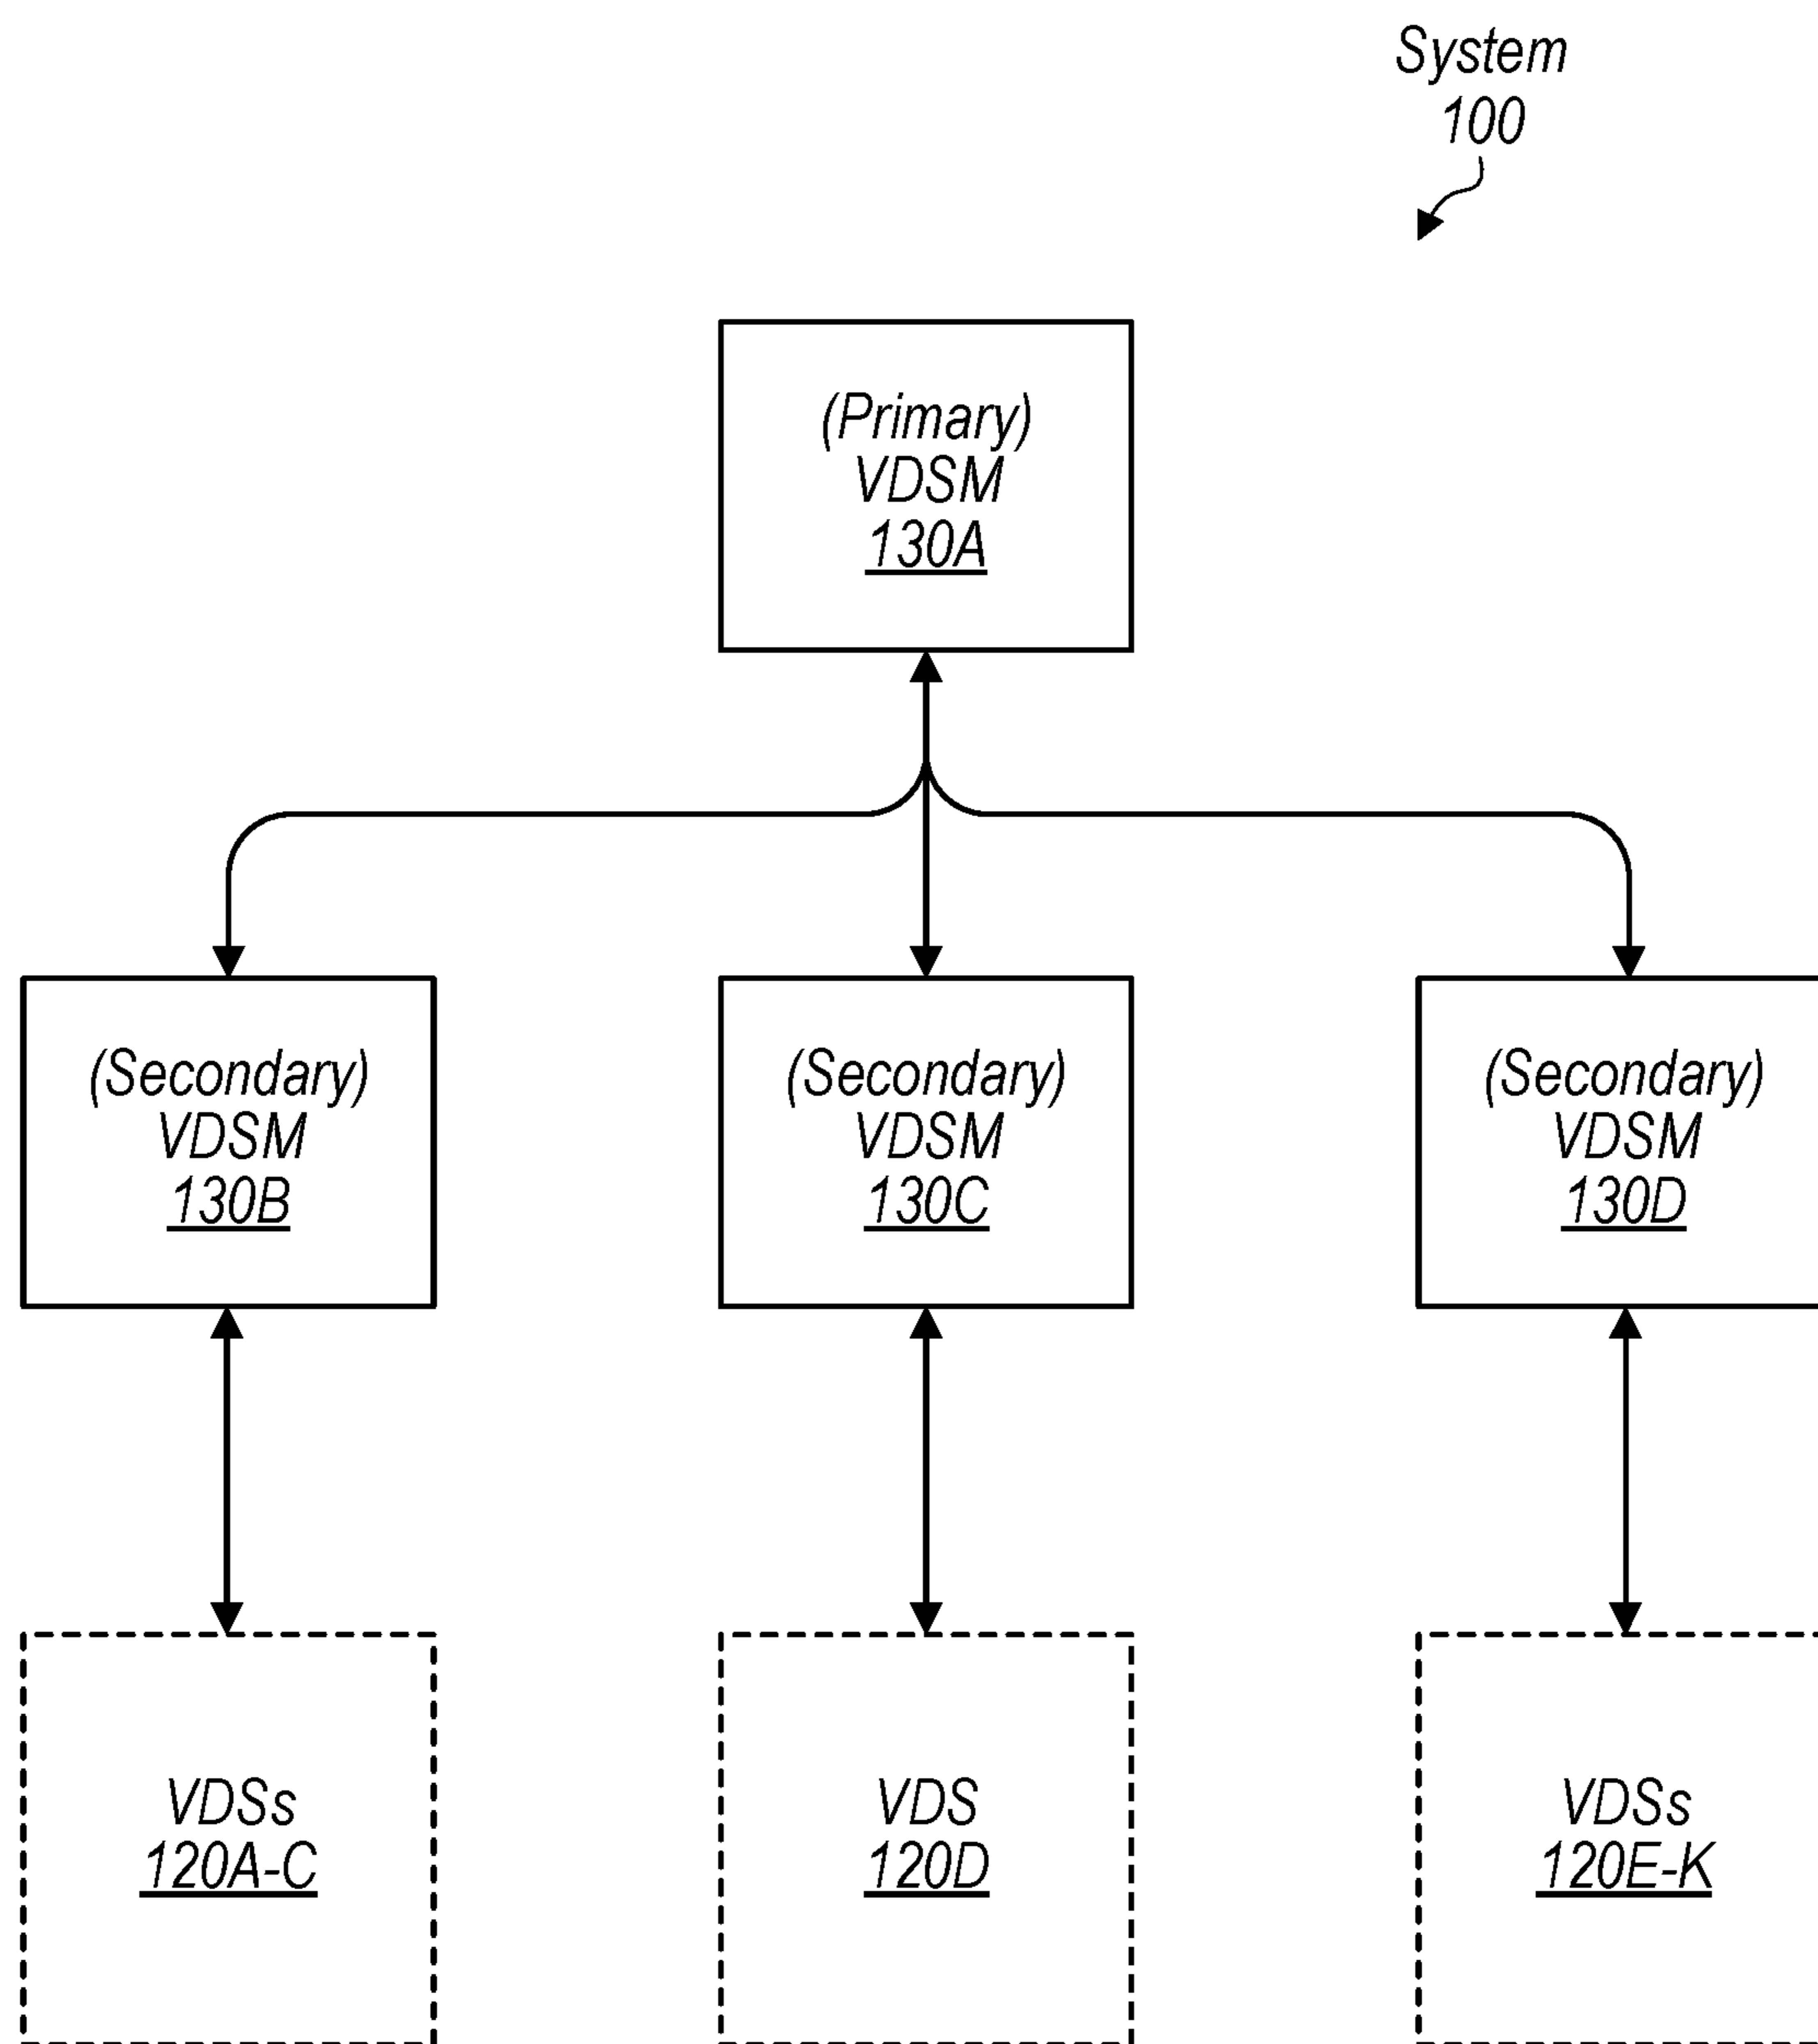 System
100
(Primary)
VDSM
130A
(Secondary)
VDSM
130B
(Secondary)
VDSM
130C
(Secondary)
VDSM
130D
VDSs
120A-C
VDS
120D
VDSs
120E-K